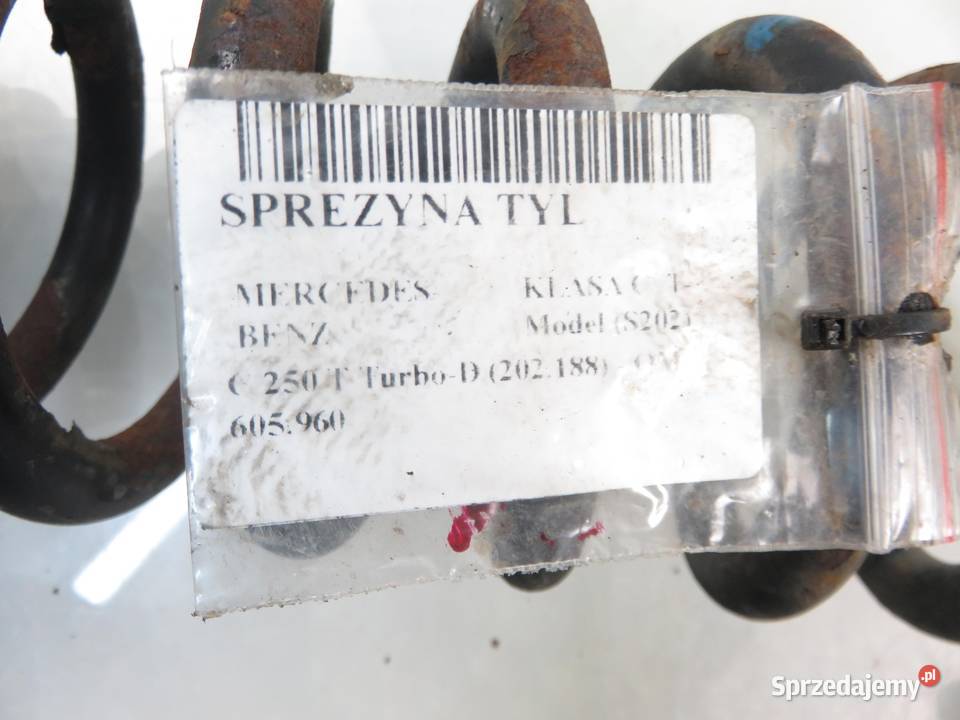 SPREZYNA TYL
MERCEDES KLASA C T-
BENZ Model (S202)
C 250 T Turbo-D (202.188) - OM
605.960
Sprzedajemy.pl